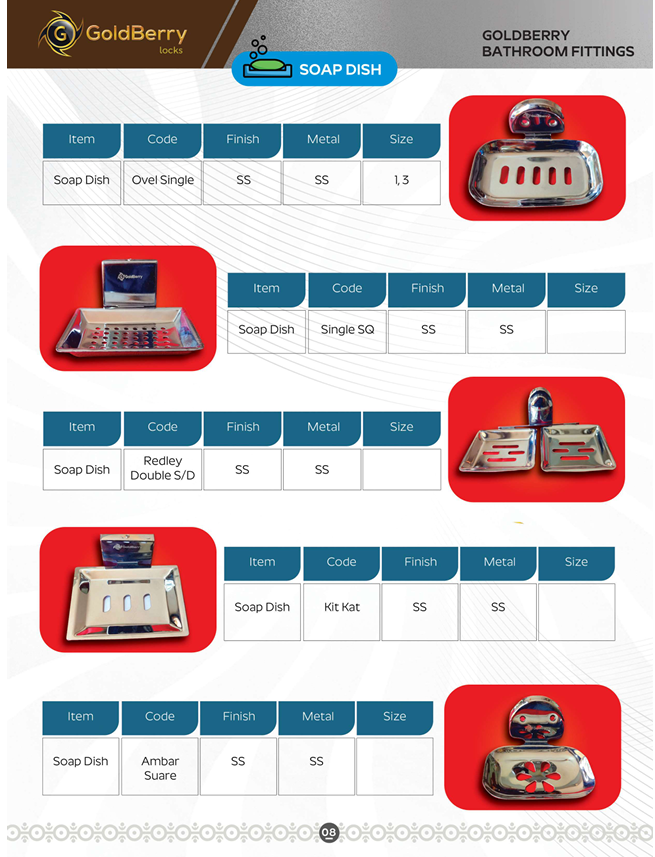 GoldBerry
locks
GOLDBERRY
BATHROOM FITTINGS
SOAP DISH
Item Code Finish Metal Size
Soap Dish Ovel Single SS SS 1, 3
GoldBerry
Item Code Finish Metal Size
Soap Dish Single SQ SS SS
Item Code Finish Metal Size
Soap Dish Redley
Double S/D SS SS
Item Code Finish Metal Size
Soap Dish Kit Kat SS SS
Item Code Finish Metal Size
Soap Dish Ambar
Suare SS SS
08